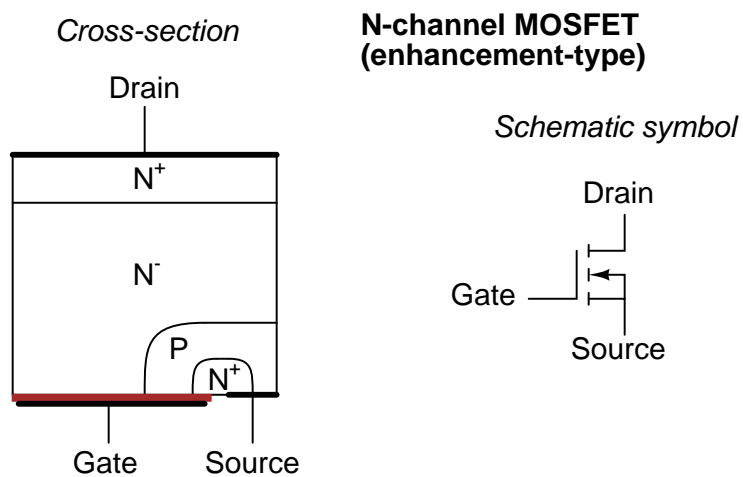 Cross-section
N-channel MOSFET
(enhancement-type)
Drain
Schematic symbol
N+
Drain
N-
Gate
P
Source
N+
Gate
Source